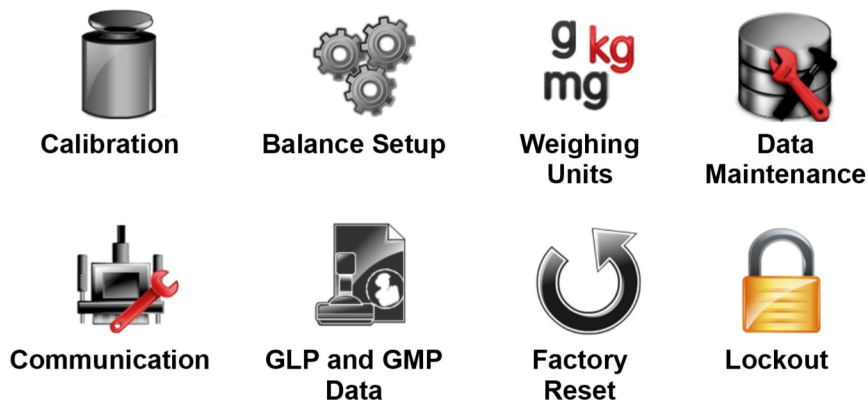 g kg
mg
Calibration
Balance Setup
Weighing
Units
Data
Maintenance
Communication
GLP and GMP
Data
Factory
Reset
Lockout